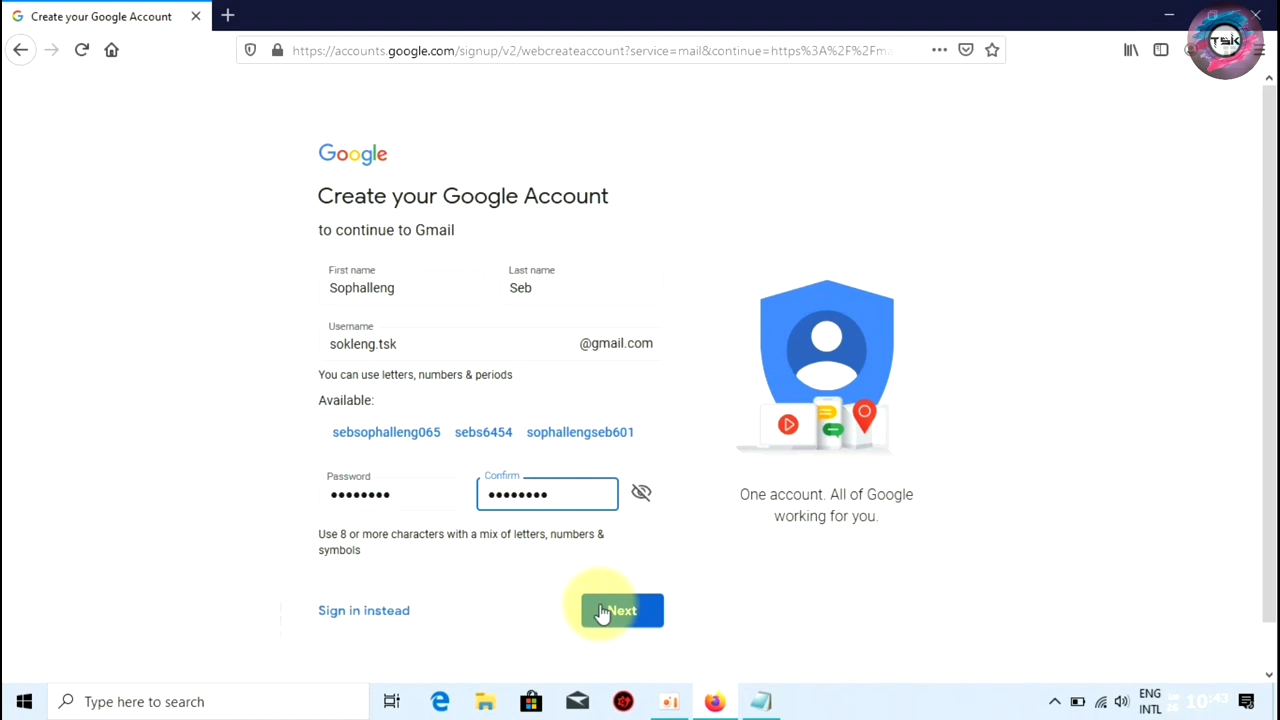 Create your Google Account
https://accounts.google.com/signup/v2/webcreateaccount?service=mail&continue=https%3A%2F%2Fma
TSK
Google
Create your Google Account
to continue to Gmail
First name
Last name
Sophalleng
Seb
Username
sokleng.tsk
@gmail.com
You can use letters, numbers & periods
Available:
sebsophalleng065 sebs6454 sophallengseb601
Password
Confirm
••••••••
••••••••
Use 8 or more characters with a mix of letters, numbers &
symbols
Sign in instead
Next
One account. All of Google
working for you.
Type here to search
ENG
INTL
10:43